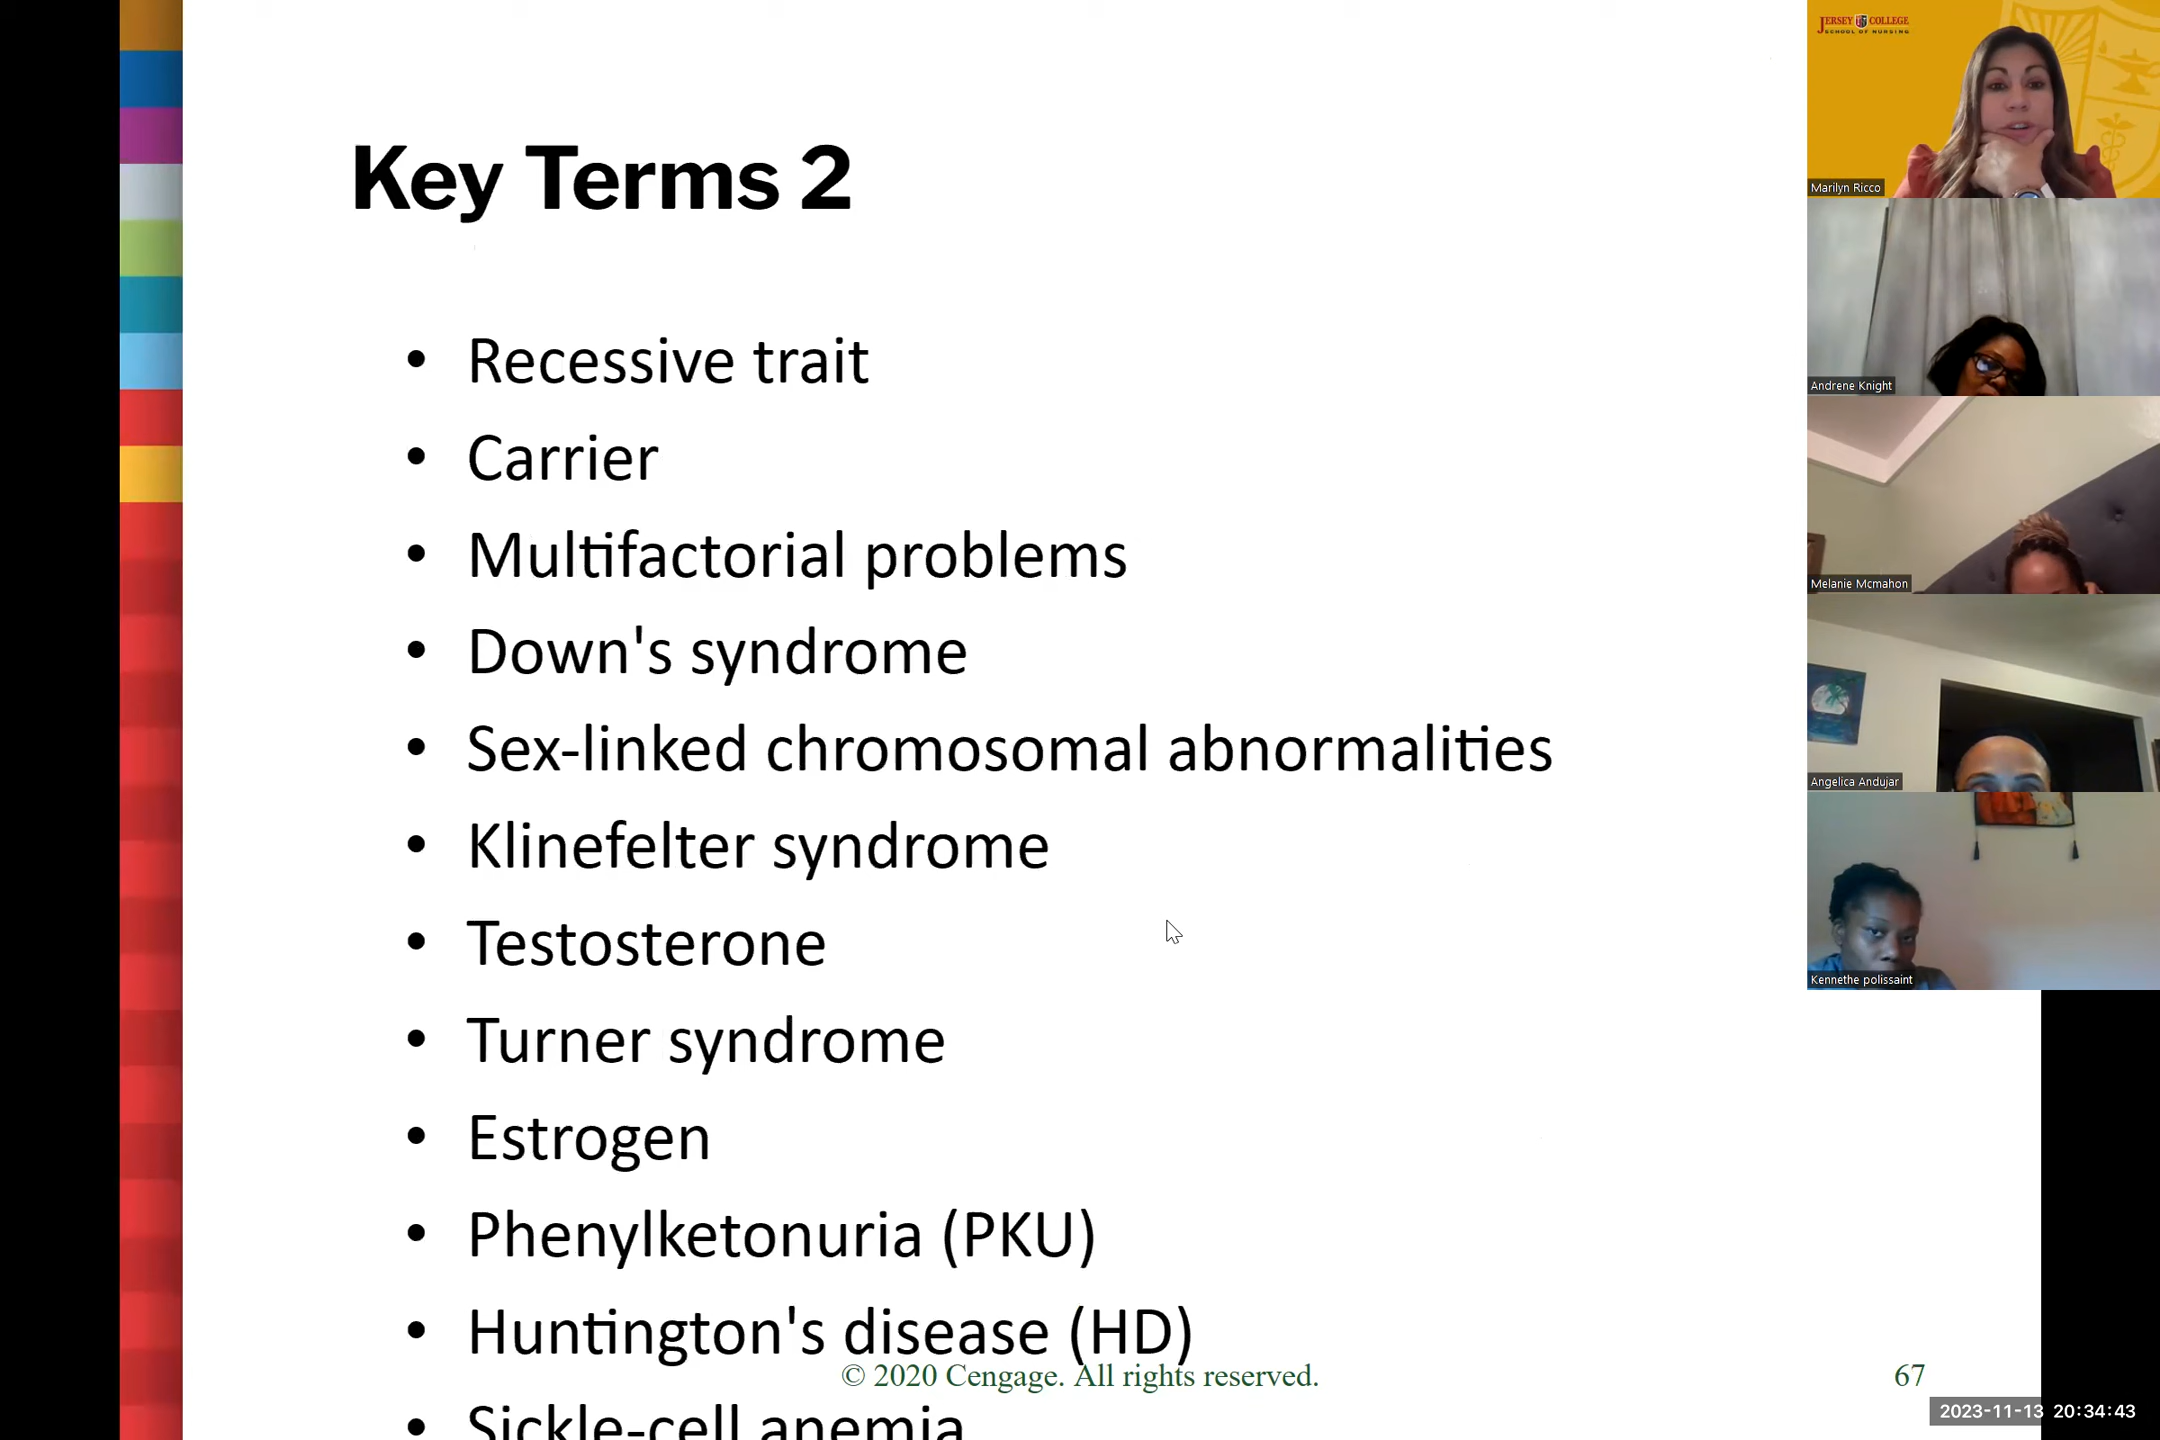 Key Terms 2
• Recessive trait
• Carrier
• Multifactorial problems
• Down's syndrome
• Sex-linked chromosomal abnormalities
• Klinefelter syndrome
• Testosterone
• Turner syndrome
• Estrogen
• Phenylketonuria (PKU)
• Huntington's disease (HD)
• Sickle-cell anemia
© 2020 Cengage. All rights reserved.
67
JERSEY COLLEGE
SCHOOL OF NURSING
Marilyn Ricco
Andrene Knight
Melanie Mcmahon
Angelica Andujar
Kennethe polissaint
2023-11-13 20:34:43